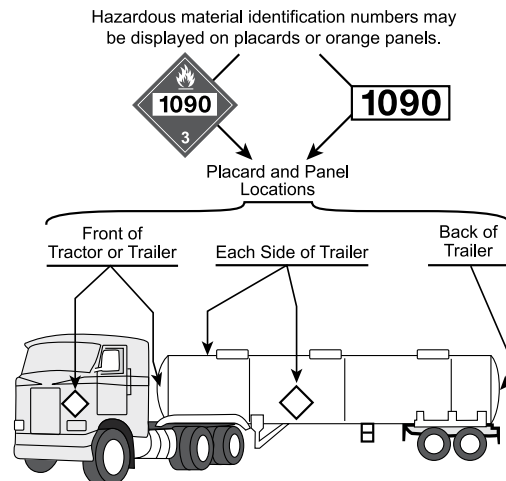 Hazardous material identification numbers may
be displayed on placards or orange panels.
1090
3
1090
Placard and Panel
Locations
Front of
Tractor or Trailer
Each Side of Trailer
Back of
Trailer